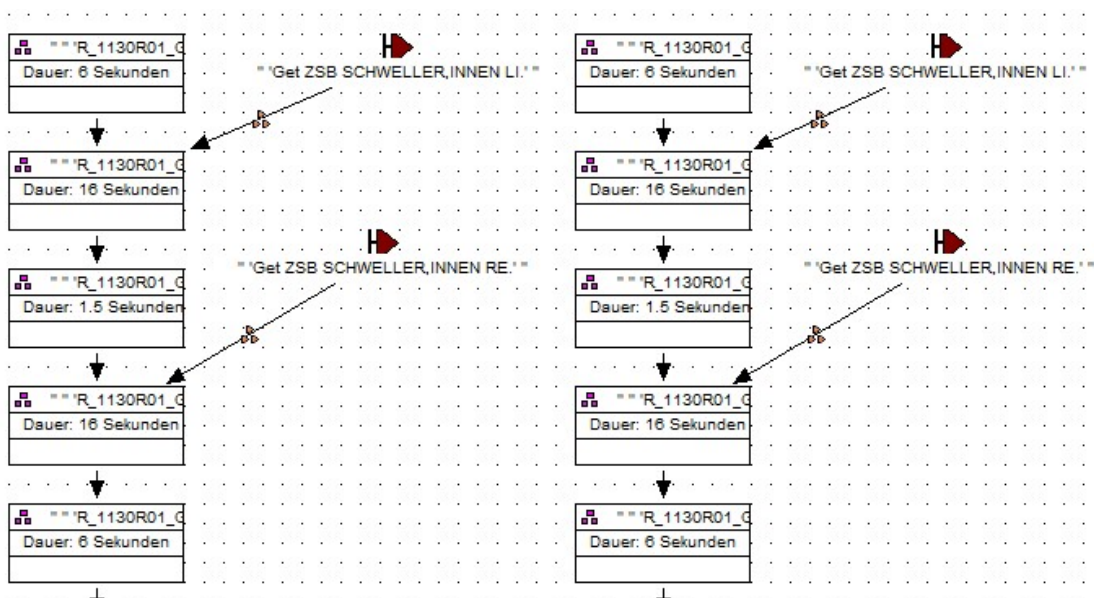 " " 'R_1130R01_G
Dauer: 6 Sekunden
" 'Get ZSB SCHWELLER,INNEN LI.' "
" " 'R_1130R01_G
Dauer: 16 Sekunden
" " 'R_1130R01_G
Dauer: 1.5 Sekunden
" 'Get ZSB SCHWELLER,INNEN RE.' "
" " 'R_1130R01_G
Dauer: 16 Sekunden
" " 'R_1130R01_G
Dauer: 6 Sekunden
" " 'R_1130R01_G
Dauer: 6 Sekunden
" 'Get ZSB SCHWELLER,INNEN LI.' "
" " 'R_1130R01_G
Dauer: 16 Sekunden
" " 'R_1130R01_G
Dauer: 1.5 Sekunden
" 'Get ZSB SCHWELLER,INNEN RE.' "
" " 'R_1130R01_G
Dauer: 16 Sekunden
" " 'R_1130R01_G
Dauer: 6 Sekunden